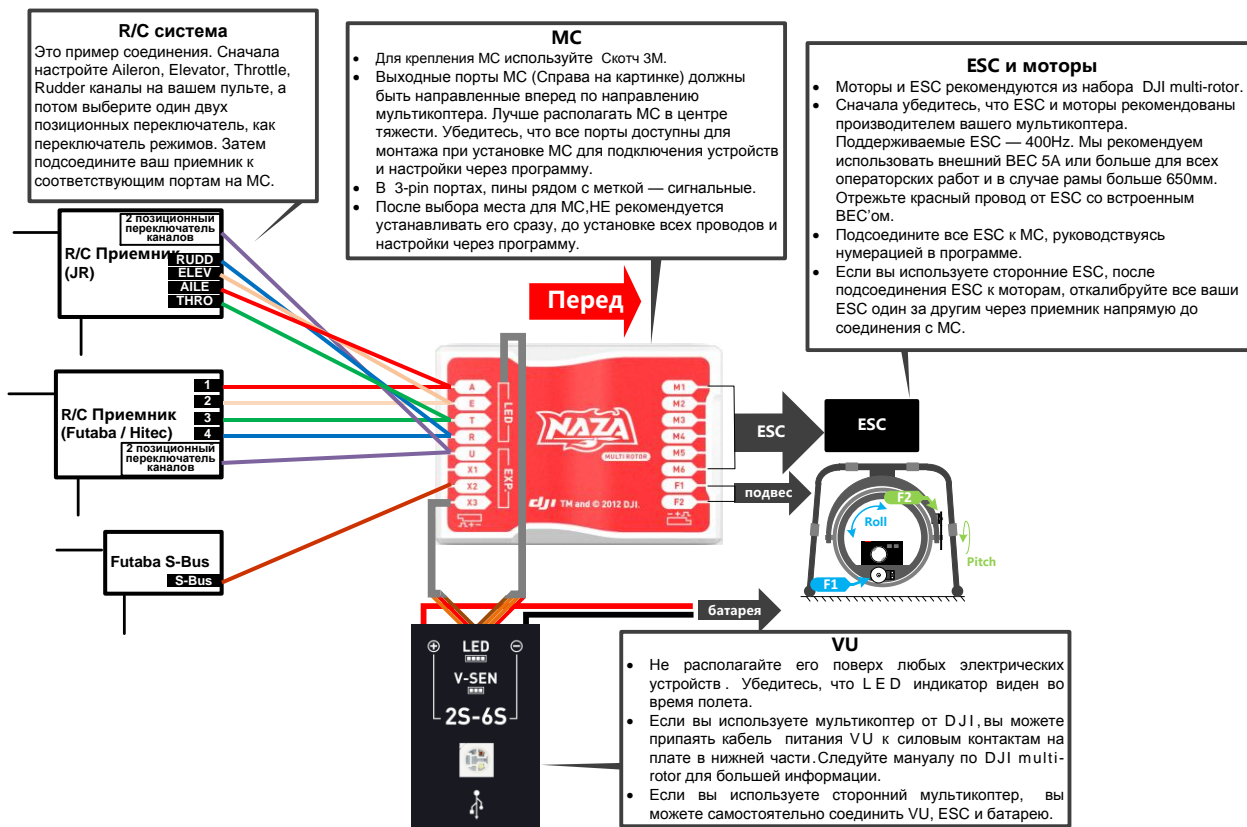 R/C система
Это пример соединения. Сначала
настройте Aileron, Elevator, Throttle,
Rudder каналы на вашем пульте, а
потом выберите один двух
позиционных переключатель, как
переключатель режимов. Затем
подсоедините ваш приемник к
соответствующим портам на МС.
МС
• Для крепления МС используйте Скотч 3М.
• Выходные порты МС (Справа на картинке) должны
быть направленные вперед по направлению
мультикоптера. Лучше располагать МС в центре
тяжести. Убедитесь, что все порты доступны для
монтажа при установке МС для подключения устройств
и настройки через программу.
• В 3-pin портах, пины рядом с меткой — сигнальные.
• После выбора места для МС,НЕ рекомендуется
устанавливать его сразу, до установке всех проводов и
настройки через программу.
ESC и моторы
• Моторы и ESC рекомендуются из набора DJI multi-rotor.
• Сначала убедитесь, что ESC и моторы рекомендованы
производителем вашего мультикоптера.
Поддерживаемые ESC — 400Hz. Мы рекомендуем
использовать внешний BEC 5A или больше для всех
операторских работ и в случае рамы больше 650мм.
Отрежьте красный провод от ESC со встроенным
BEC’ом.
• Подсоедините все ESC к МС, руководствуясь
нумерацией в программе.
• Если вы используете сторонние ESC, после
подсоединения ESC к моторам, откалибруйте все ваши
ESC один за другим через приемник напрямую до
соединения с МС.
2 позиционный
переключатель
каналов
R/C Приемник
(JR)
RUDD
ELEV
AILE
THRO
Перед
R/C Приемник
(Futaba / Hitec)
1
2
3
4
2 позиционный
переключатель
каналов
Futaba S-Bus
S-Bus
A
E
T
R
U
X1
X2
X3
LED
EXP
NAZA
MULTI ROTOR
dji TM and © 2012 DJI.
M1
M2
M3
M4
M5
M6
F1
F2
ESC
ESC
подвес
F2
Roll
Pitch
F1
батарея
LED
V-SEN
2S-6S
VU
• Не располагайте его поверх любых электрических
устройств . Убедитесь, что LED индикатор виден во
время полета.
• Если вы используете мультикоптер от DJI,вы можете
припаять кабель питания VU к силовым контактам на
плате в нижней части.Следуйте мануалу по DJI multi-
rotor для большей информации.
• Если вы используете сторонний мультикоптер, вы
можете самостоятельно соединить VU, ESC и батарею.